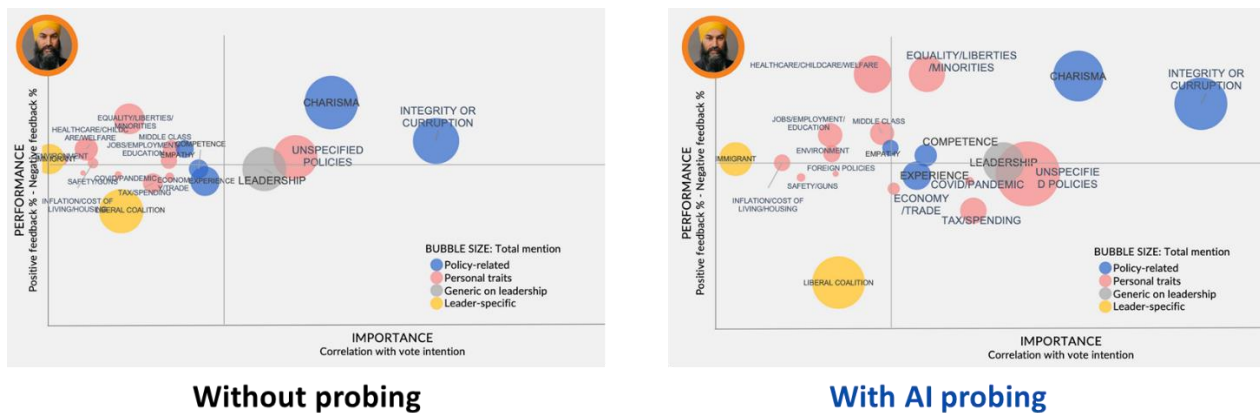 CHARISMA
INTEGRITY OR
CURRUPTION
EQUALITY/LIBERTIES/
MINORITIES
HEALTHCARE/CHILDC
ARE/WELFARE
MIDDLE CLASS
JOBS/EMPLOYMENT/
EDUCATION
COMPETENCE
EMPATHY
UNSPECIFIED
POLICIES
IMMIGRANT
LEADERSHIP
SAFETY/GUNS
COVID/PANDEMIC
ECONOMY
/TRADE
EXPERIENCE
TAX/SPENDING
INFLATION/COST OF
LIVING/HOUSING
LIBERAL COALITION
PERFORMANCE
Positive feedback % - Negative feedback %
BUBBLE SIZE: Total mention
Policy-related
Personal traits
Generic on leadership
Leader-specific
IMPORTANCE
Correlation with vote intention
Without probing
HEALTHCARE/CHILDCARE/WELFARE
EQUALITY/LIBERTIES
/MINORITIES
CHARISMA
INTEGRITY OR
CURRUPTION
JOBS/EMPLOYMENT/
EDUCATION
MIDDLE CLASS
ENVIRONMENT
EMPATHY
COMPETENCE
IMMIGRANT
LEADERSHIP
FOREIGN POLICIES
SAFETY/GUNS
EXPERIENCE
COVID/PANDEMIC
UNSPECIFIE
D POLICIES
INFLATION/COST OF
LIVING/HOUSING
ECONOMY
/TRADE
TAX/SPENDING
LIBERAL COALITION
PERFORMANCE
Positive feedback % - Negative feedback %
BUBBLE SIZE: Total mention
Policy-related
Personal traits
Generic on leadership
Leader-specific
IMPORTANCE
Correlation with vote intention
With AI probing